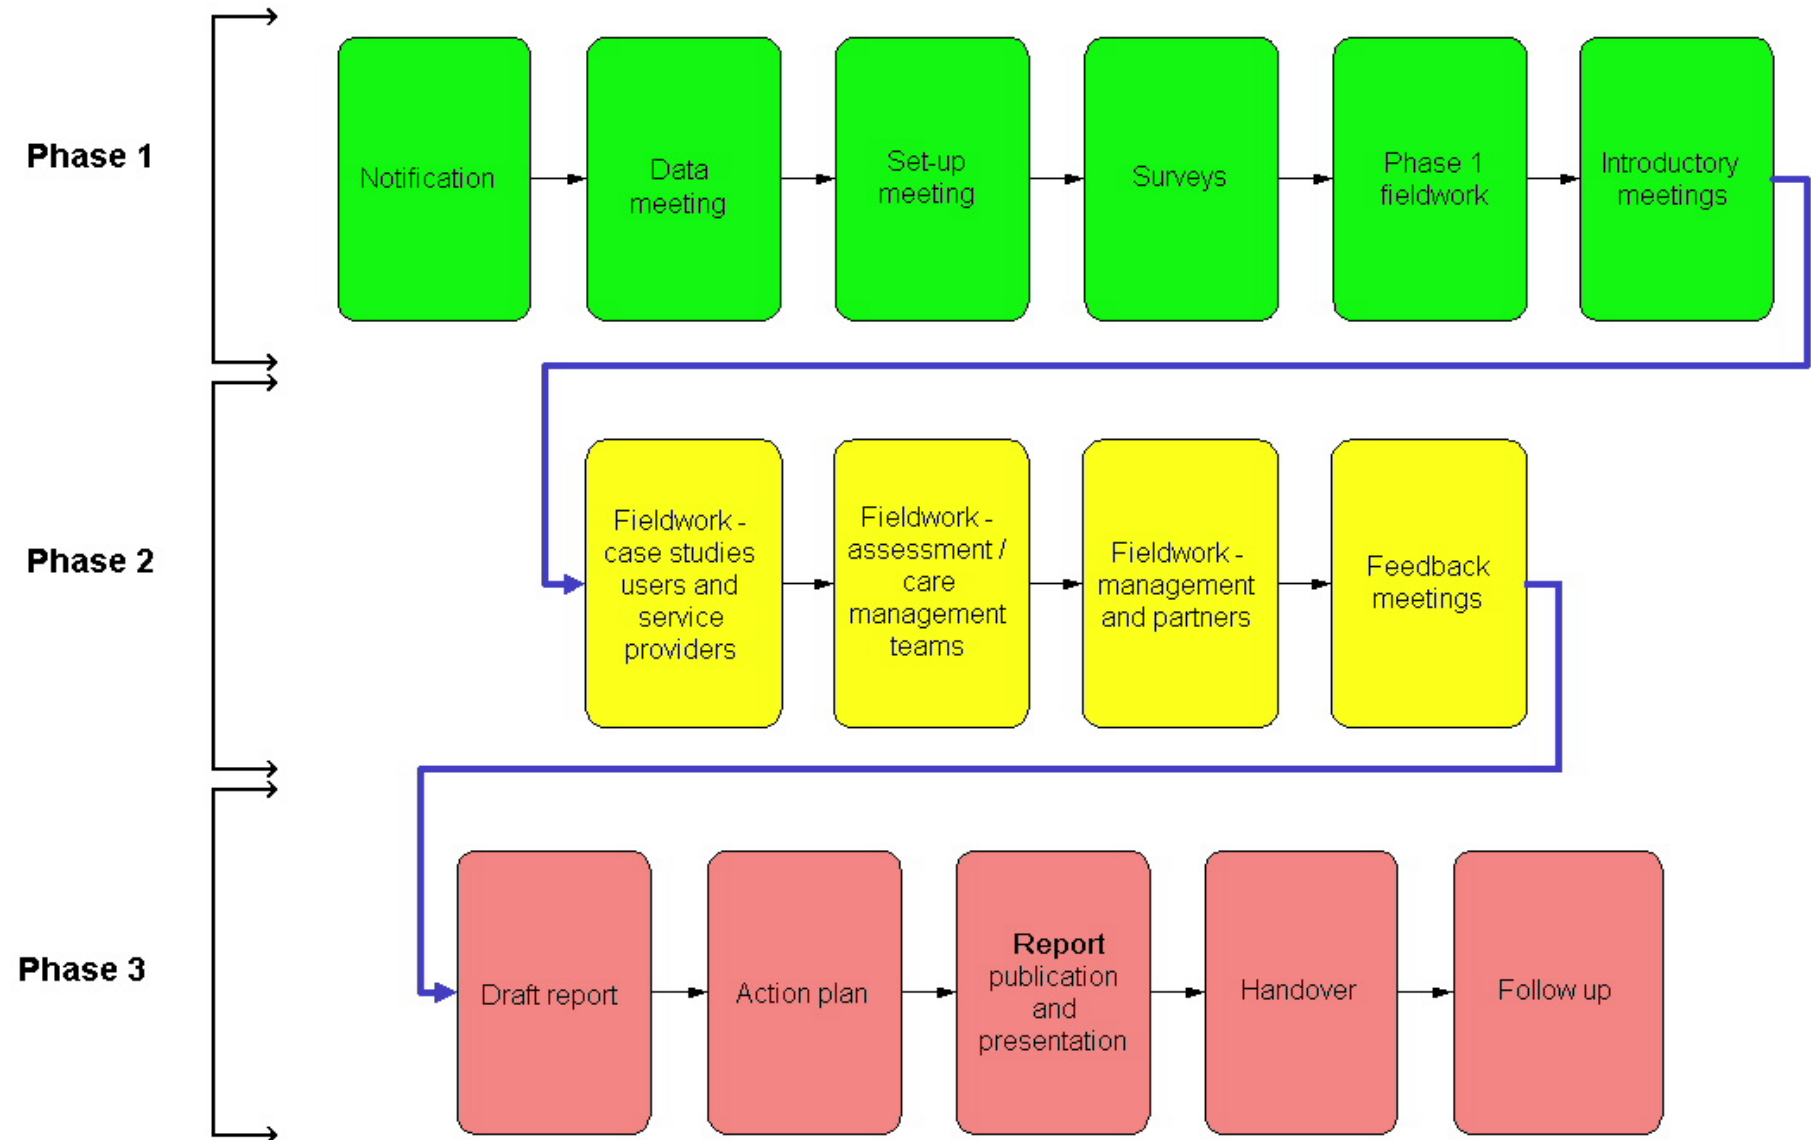 Phase 1
Notification
Data
meeting
Set-up
meeting
Surveys
Phase 1
fieldwork
Introductory
meetings
Phase 2
Fieldwork -
case studies
users and
service
providers
Fieldwork -
assessment /
care
management
teams
Fieldwork -
management
and partners
Feedback
meetings
Phase 3
Draft report
Action plan
Report
publication
and
presentation
Handover
Follow up